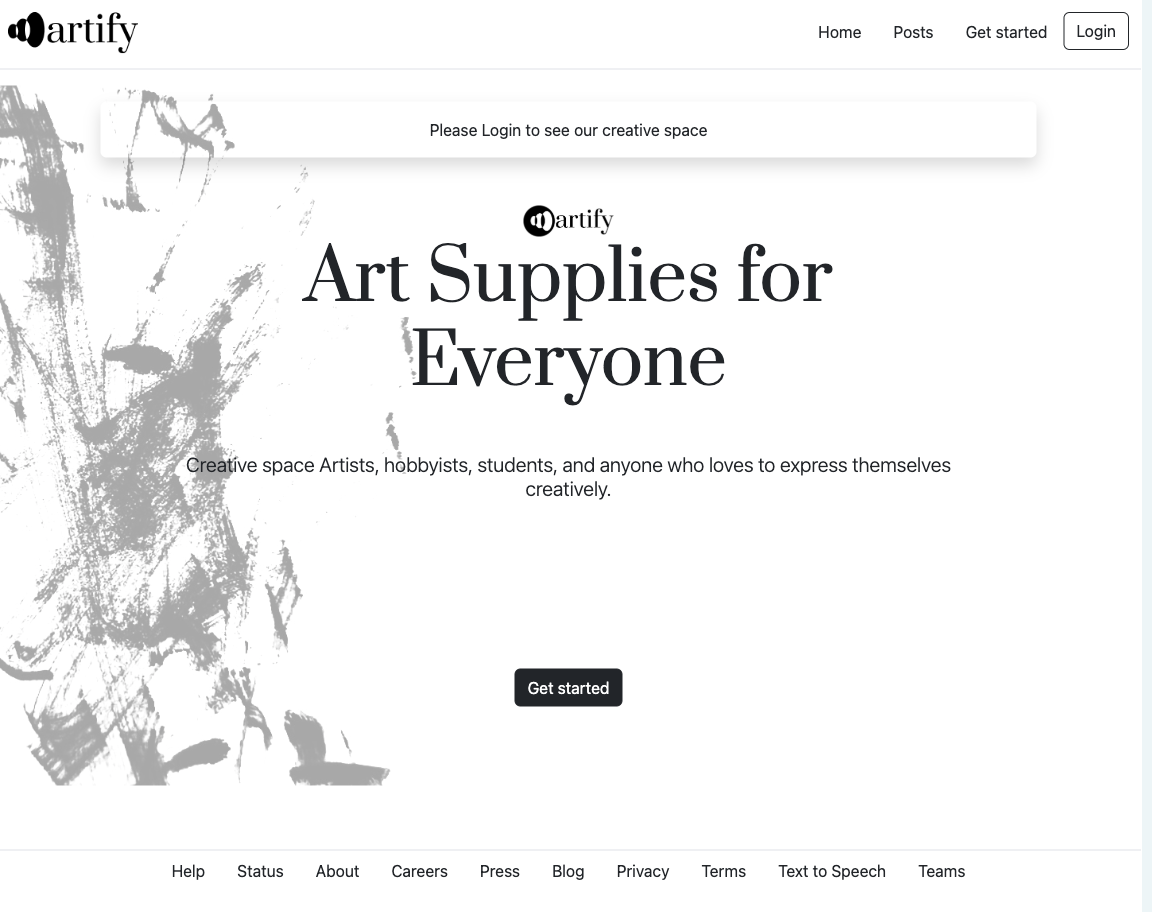 artify
Home Posts Get started Login
Please Login to see our creative space
artify
Art Supplies for
Everyone
Creative space Artists, hobbyists, students, and anyone who loves to express themselves
creatively.
Get started
Help Status About Careers Press Blog Privacy Terms Text to Speech Teams